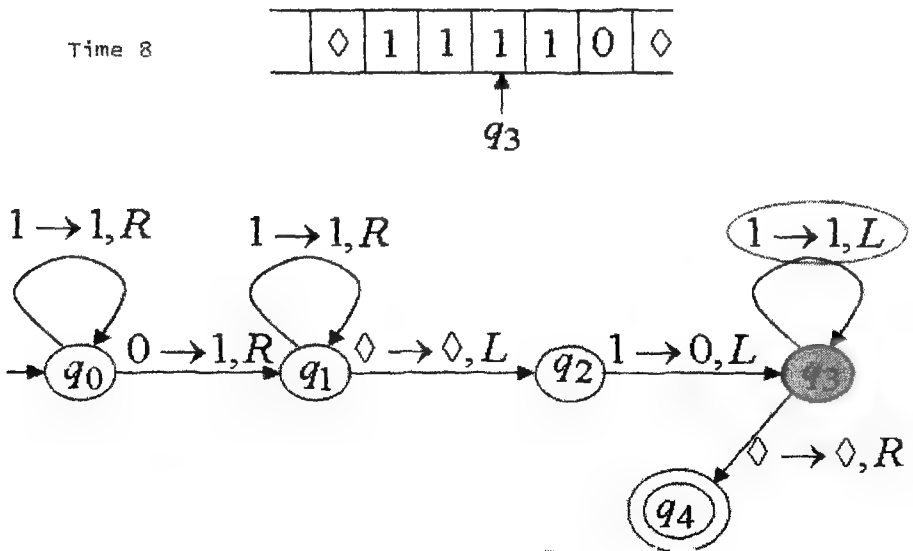 Time 8
◊ 1 1 1 1 0 ◊
q₃
1 → 1, R
1 → 1, R
1 → 1, L
q₀
0 → 1, R
q₁
◊ → ◊, L
q₂
1 → 0, L
q₃
◊ → ◊, R
q₄